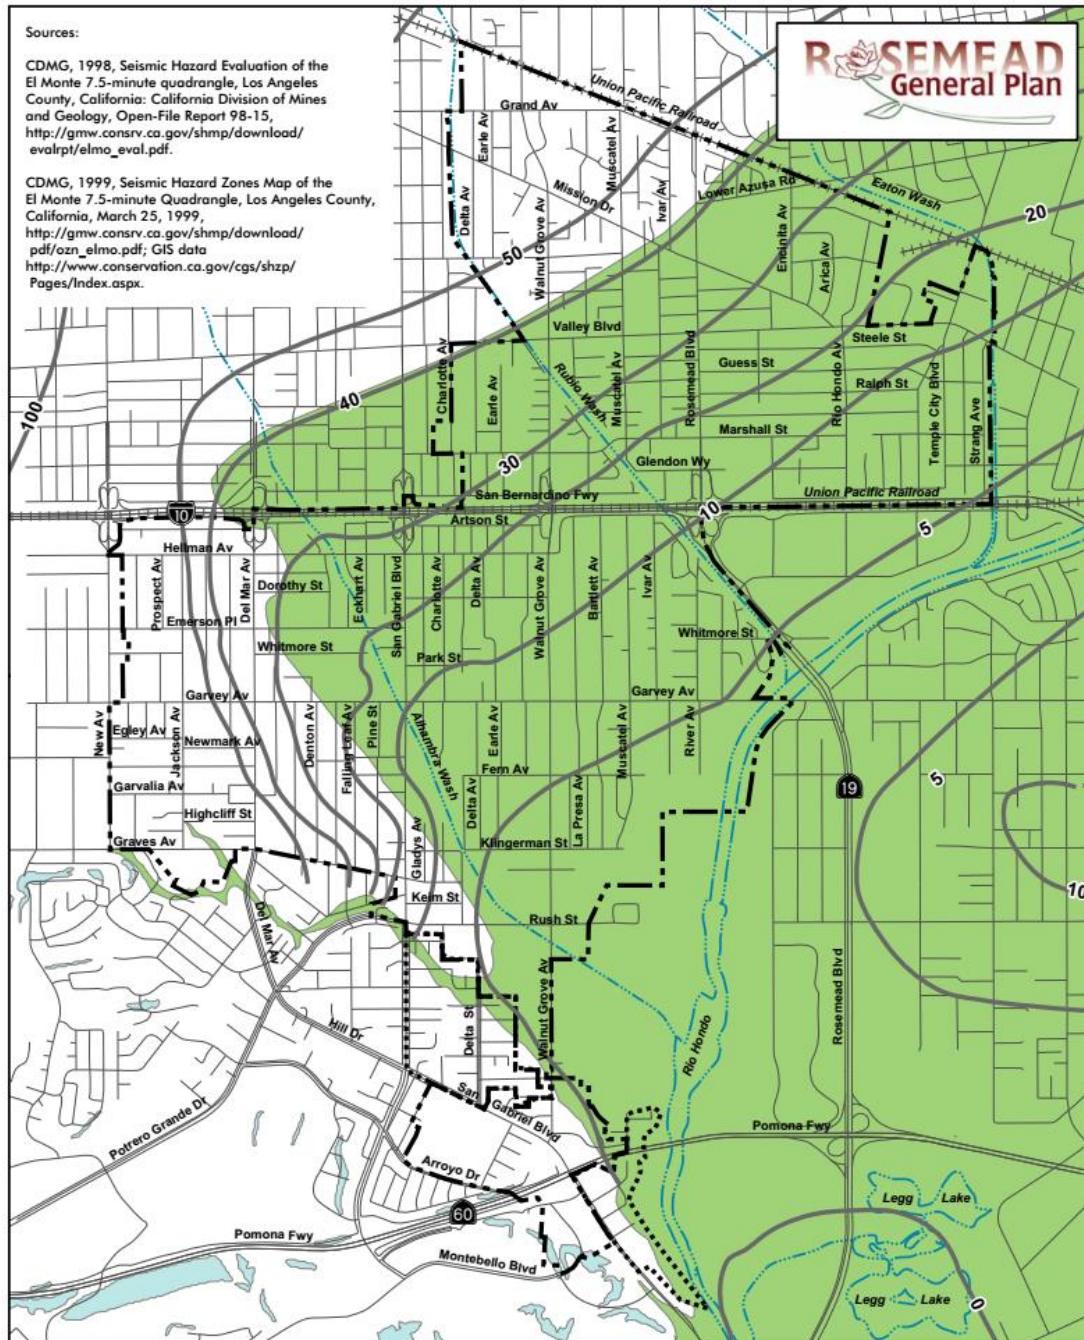 Sources:
CDMG, 1998, Seismic Hazard Evaluation of the
El Monte 7.5-minute quadrangle, Los Angeles
County, California: California Division of Mines
and Geology, Open-File Report 98-15,
http://gmw.consrv.ca.gov/shmp/download/
evalrpt/elmo_eval.pdf.
CDMG, 1999, Seismic Hazard Zones Map of the
El Monte 7.5-minute Quadrangle, Los Angeles County,
California, March 25, 1999,
http://gmw.consrv.ca.gov/shmp/download/
pdf/ozn_elmo.pdf; GIS data
http://www.conservation.ca.gov/cgs/shzp/
Pages/Index.aspx.
ROSEMEAD
General Plan
Union Pacific Railroad
Grand Av
Earle Av
Muscatel Av
Mission Dr
Ivar Av
Lower Azusa Rd
Eaton Wash
20
Delta Av
Walnut Grove Av
Encinita Av
Arica Av
50
Valley Blvd
Steele St
Charlotte Av
Earle Av
Rubio Wash
Muscatel Av
Rosemead Blvd
Guess St
Rio Hondo Av
Ralph St
Temple City Blvd
Strang Ave
100
40
Marshall St
30
Glendon Wy
San Bernardino Fwy
Union Pacific Railroad
10
Artson St
10
5
Hellman Av
Prospect Av
Del Mar Av
Dorothy St
Eckhart Av
San Gabriel Blvd
Charlotte Av
Delta Av
Walnut Grove Av
Bartlett Av
Ivar Av
Emerson Pl
Whitmore St
Whitmore St
Park St
Garvey Av
Garvey Av
New Av
Egley Av
Jackson Av
Newmark Av
Denton Av
Falling Leaf Av
Pine St
Alhambra Wash
Earle Av
Muscatel Av
River Av
Fern Av
Garvalia Av
Delta Av
La Presa Av
19
5
Highcliff St
Graves Av
Gladys Av
Klingerman St
Keim St
10
Del Mar Av
Rush St
Walnut Grove Av
Rosemead Blvd
Hill Dr
Delta St
Rio Hondo
San Gabriel Blvd
Potrero Grande Dr
Pomona Fwy
Arroyo Dr
60
Pomona Fwy
Montebello Blvd
Legg Lake
Legg Lake
0